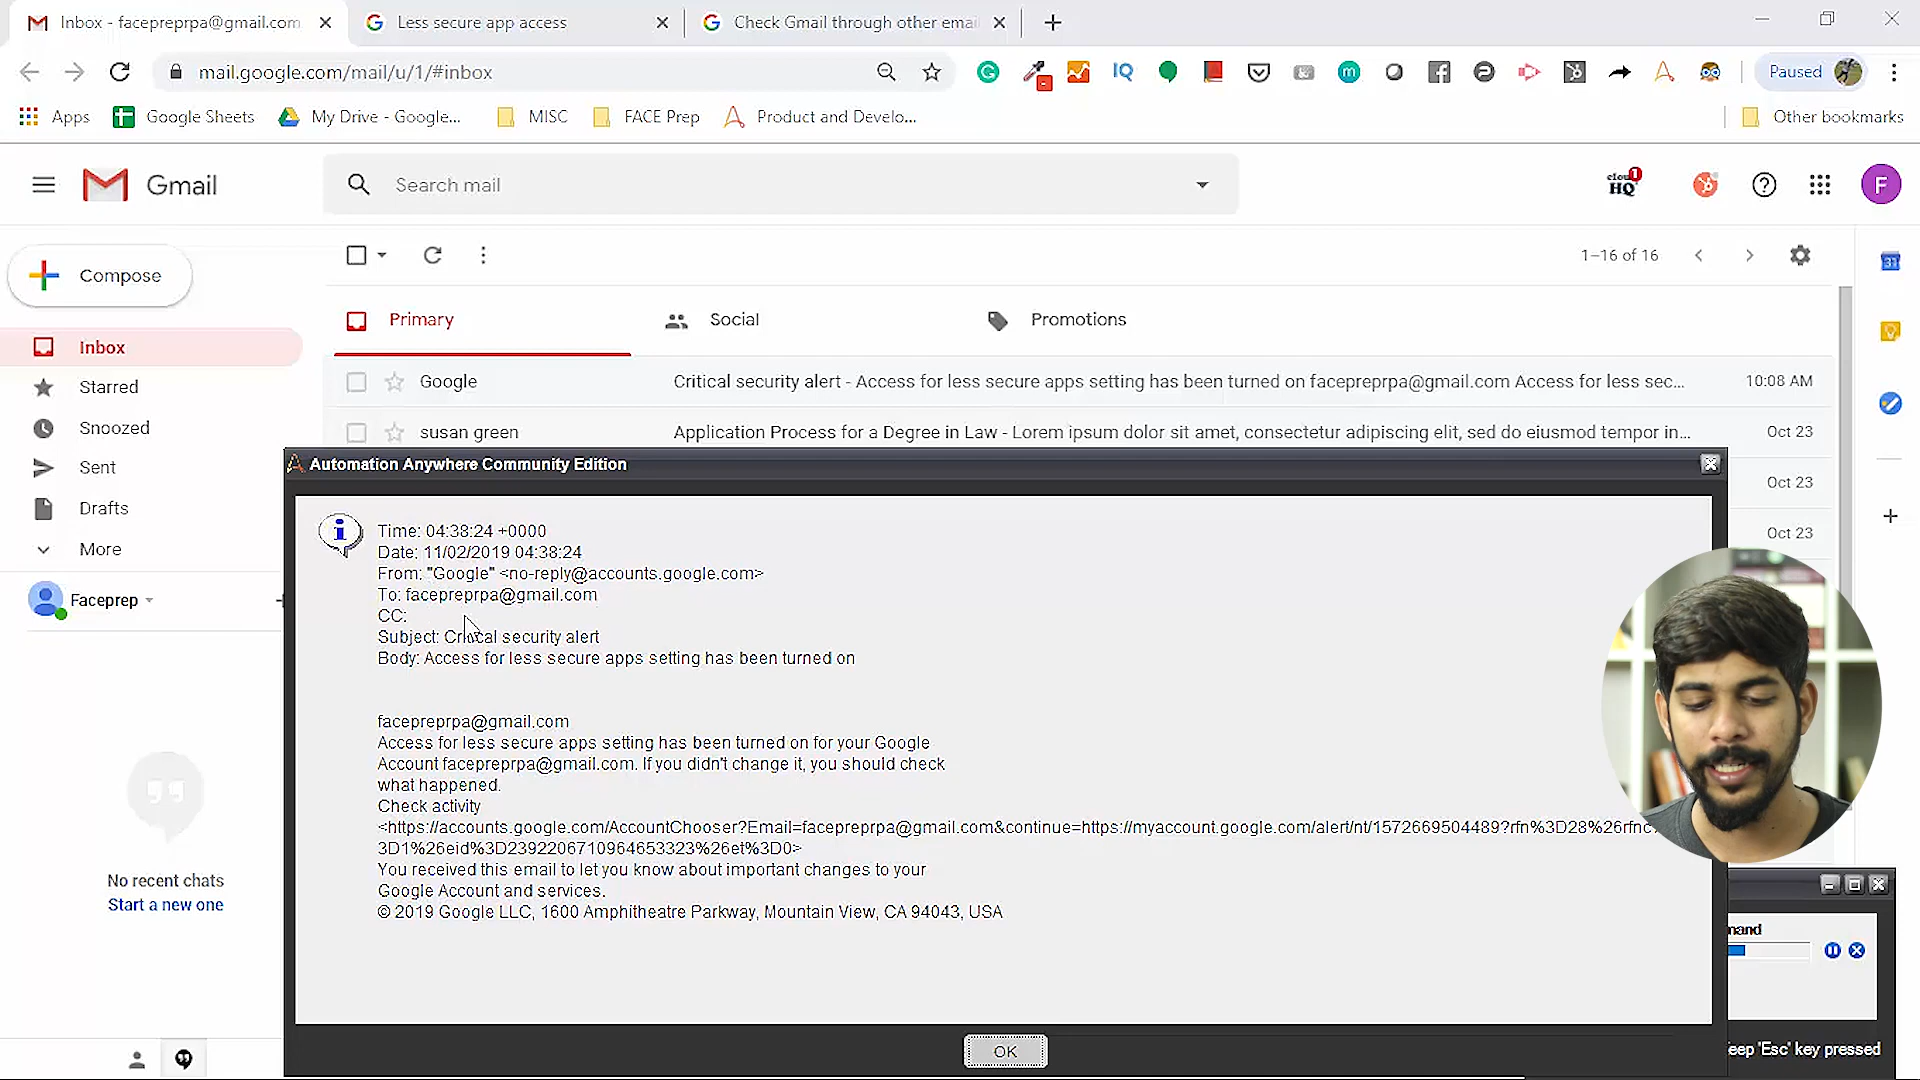 Inbox - facepreprpa@gmail.com
Less secure app access
Check Gmail through other emai
mail.google.com/mail/u/1/#inbox
IQ
Paused
Apps
Google Sheets
My Drive - Google...
MISC
FACE Prep
Product and Develo...
Other bookmarks
Gmail
Search mail
cloud
HQ
1
F
Compose
1–16 of 16
31
Primary
Social
Promotions
Inbox
Google
Critical security alert - Access for less secure apps setting has been turned on facepreprpa@gmail.com Access for less sec...
10:08 AM
Starred
Snoozed
susan green
Application Process for a Degree in Law - Lorem ipsum dolor sit amet, consectetur adipiscing elit, sed do eiusmod tempor in...
Oct 23
Sent
Automation Anywhere Community Edition
Oct 23
Drafts
Oct 23
More
Faceprep
Time: 04:38:24 +0000
Date: 11/02/2019 04:38:24
From: "Google" <no-reply@accounts.google.com>
To: facepreprpa@gmail.com
CC:
Subject: Critical security alert
Body: Access for less secure apps setting has been turned on
facepreprpa@gmail.com
Access for less secure apps setting has been turned on for your Google
Account facepreprpa@gmail.com. If you didn't change it, you should check
what happened.
Check activity
<https://accounts.google.com/AccountChooser?Email=facepreprpa@gmail.com&continue=https://myaccount.google.com/alert/nt/1572669504489?rfn%3D28%26rfnc
3D1%26eid%3D2392206710964653323%26et%3D0>
You received this email to let you know about important changes to your
Google Account and services.
© 2019 Google LLC, 1600 Amphitheatre Parkway, Mountain View, CA 94043, USA
No recent chats
Start a new one
mand
OK
eep 'Esc' key pressed